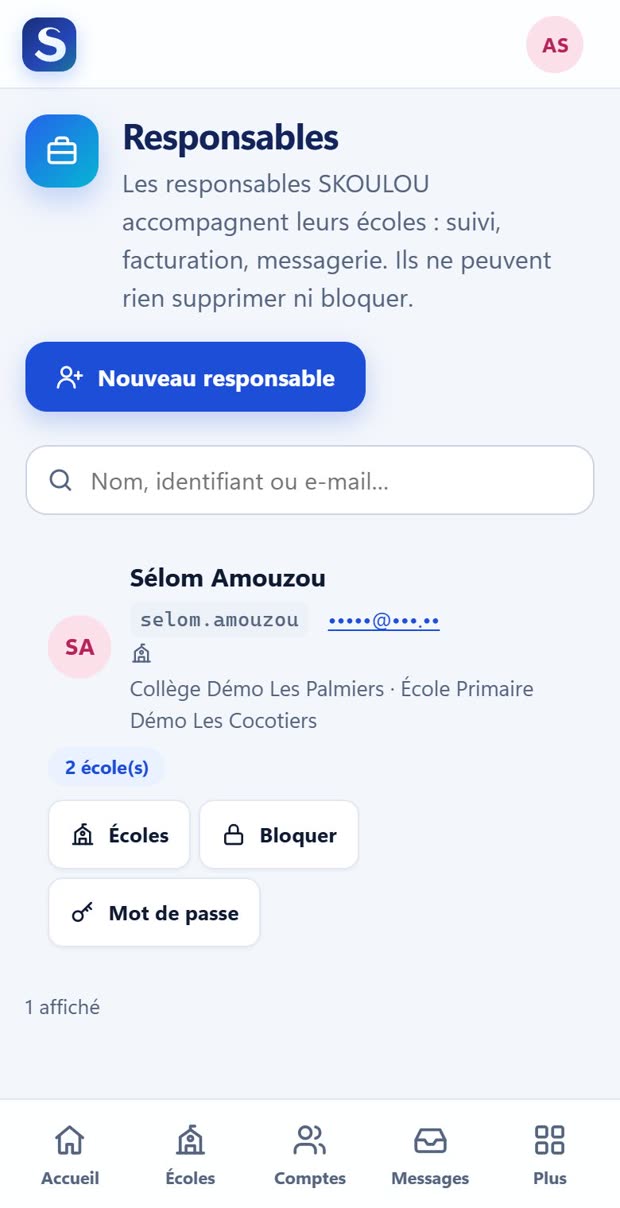 S
AS
Responsables
Les responsables SKOULOU
accompagnent leurs écoles : suivi,
facturation, messagerie. Ils ne peuvent
rien supprimer ni bloquer.
Nouveau responsable
Nom, identifiant ou e-mail...
Sélom Amouzou
selom.amouzou •••••@•••.••
SA
Collège Démo Les Palmiers · École Primaire
Démo Les Cocotiers
2 école(s)
Écoles Bloquer
Mot de passe
1 affiché
Accueil Écoles Comptes Messages Plus